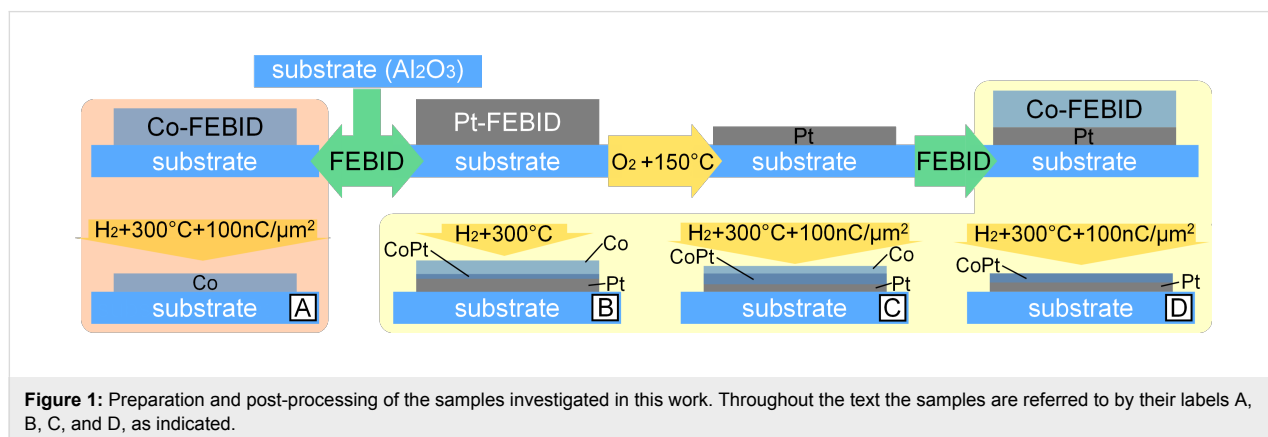 substrate (Al2O3)
Co-FEBID
substrate
FEBID
Pt-FEBID
substrate
O2 +150°C
Pt
substrate
FEBID
Co-FEBID
Pt
substrate
H2+300°C+100nC/µm2
Co
substrate
A
H2+300°C
CoPt
Co
Pt
substrate
B
H2+300°C+100nC/µm2
CoPt
Co
Pt
substrate
C
H2+300°C+100nC/µm2
CoPt
Pt
substrate
D
Figure 1: Preparation and post-processing of the samples investigated in this work. Throughout the text the samples are referred to by their labels A,
B, C, and D, as indicated.